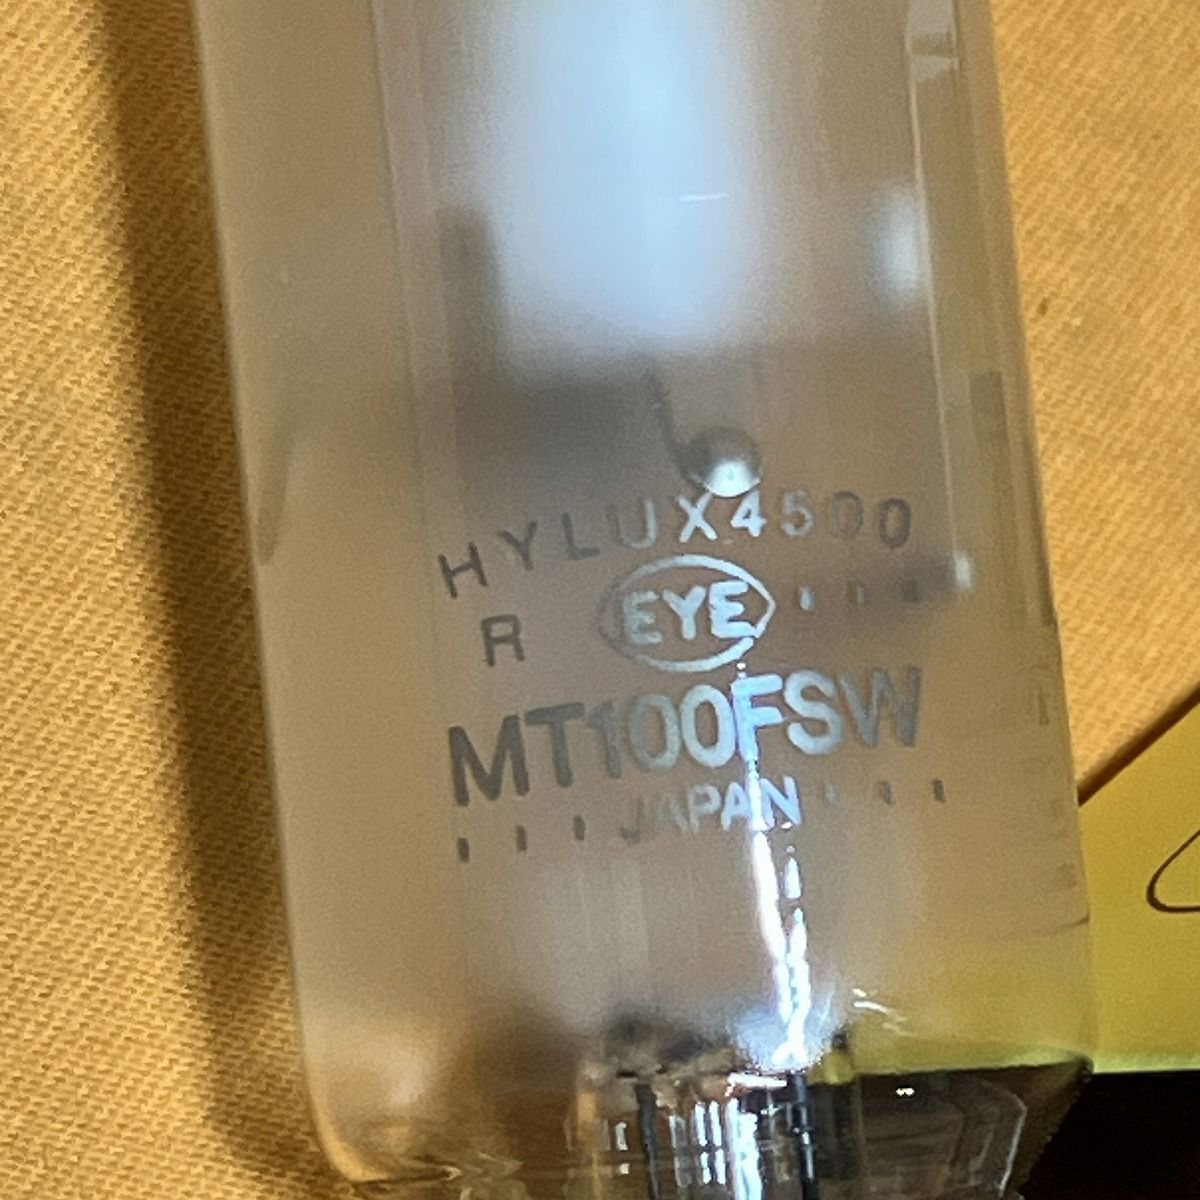 HYLUX4500
R EYE
MT100FSW
JAPAN